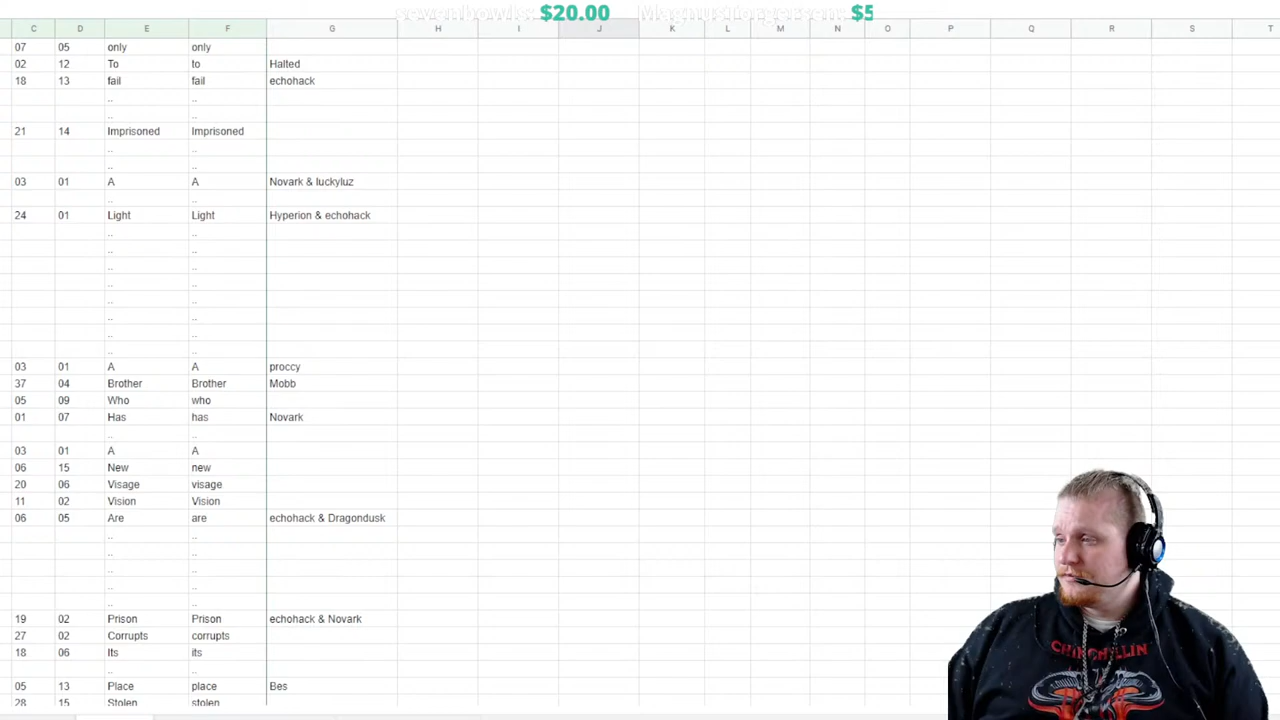 sevenbowls: $20.00 MagnusTorgersen: $5
C D E F G H I J K L M N O P Q R S T
07 05 only only
02 12 To to Halted
18 13 fail fail echohack
.. ..
.. ..
21 14 Imprisoned Imprisoned
.. ..
.. ..
03 01 A A Novark & luckyluz
.. ..
24 01 Light Light Hyperion & echohack
.. ..
.. ..
.. ..
.. ..
.. ..
.. ..
.. ..
.. ..
03 01 A A proccy
37 04 Brother Brother Mobb
05 09 Who who
01 07 Has has Novark
.. ..
03 01 A A
06 15 New new
20 06 Visage visage
11 02 Vision Vision
06 05 Are are echohack & Dragondusk
.. ..
.. ..
.. ..
.. ..
.. ..
19 02 Prison Prison echohack & Novark
27 02 Corrupts corrupts
18 06 Its its
.. ..
05 13 Place place Bes
28 15 Stolen stolen